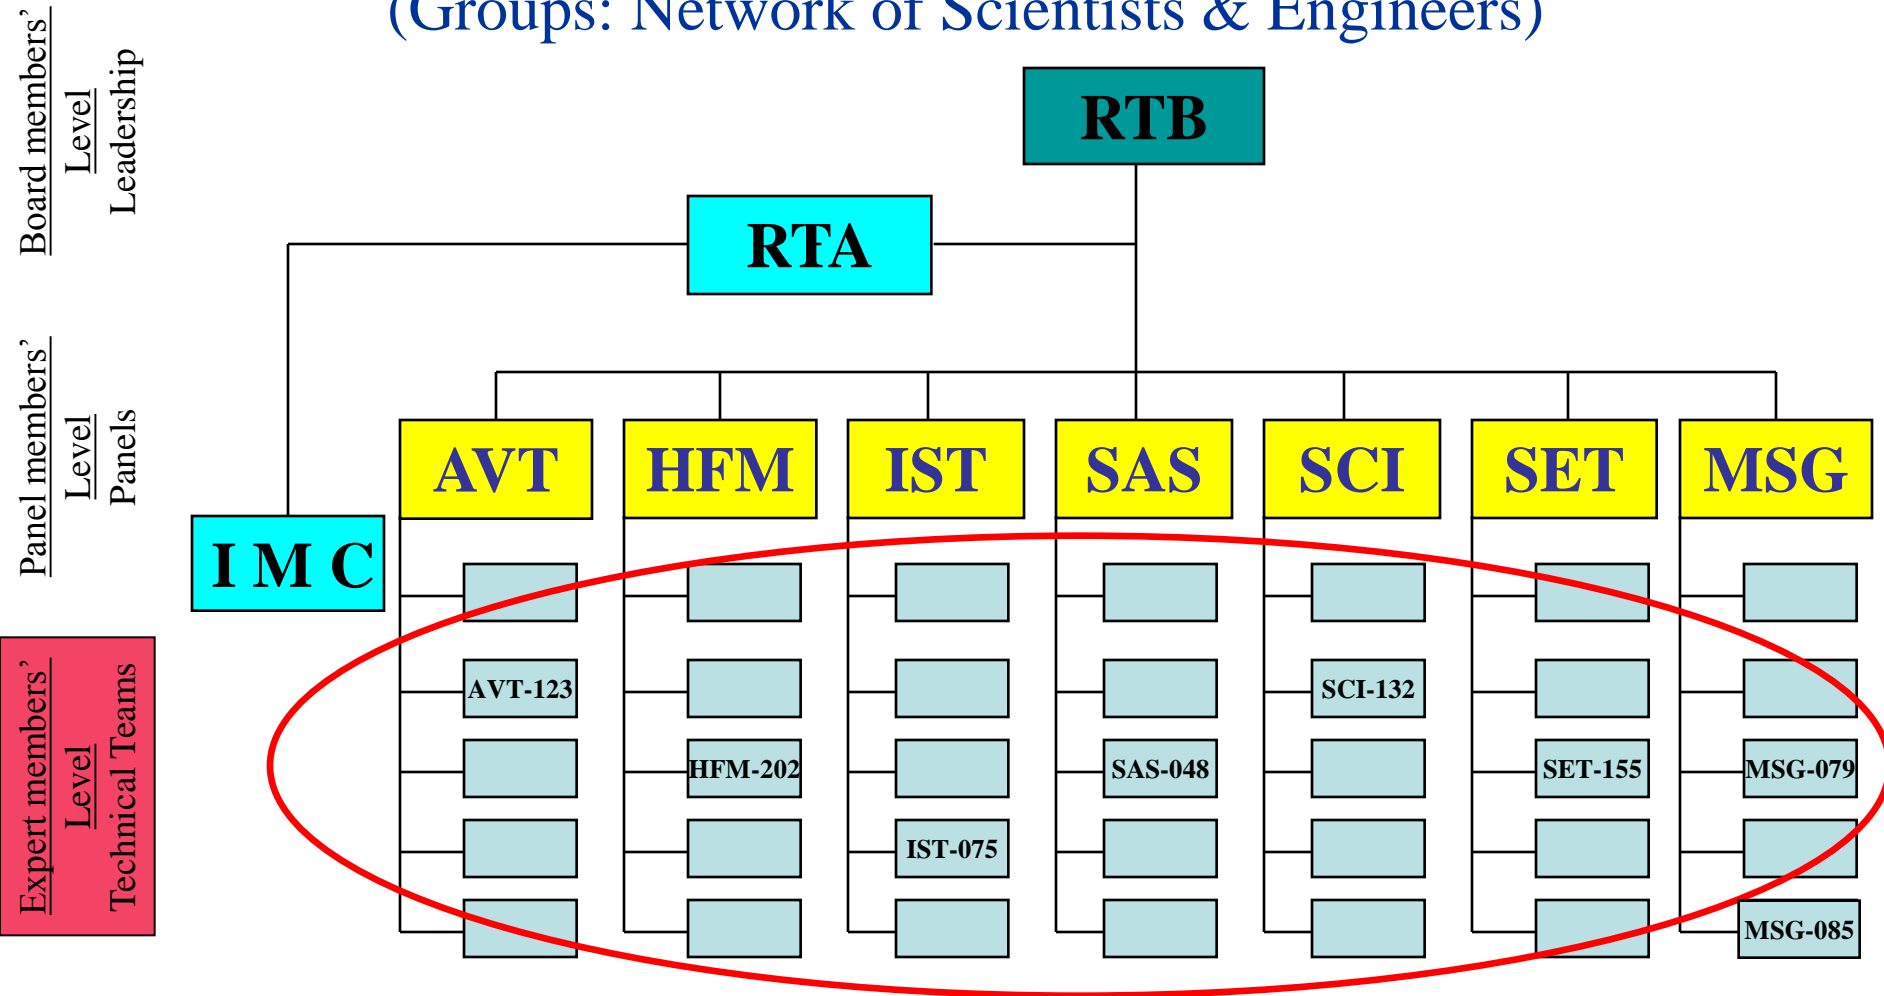 (Groups: Network of Scientists & Engineers)
Board members’
Level
Leadership
RTB
RTA
Panel members’
Level
Panels
AVT
HFM
IST
SAS
SCI
SET
MSG
I M C
Expert members’
Level
Technical Teams
AVT-123
SCI-132
HFM-202
SAS-048
SET-155
MSG-079
IST-075
MSG-085